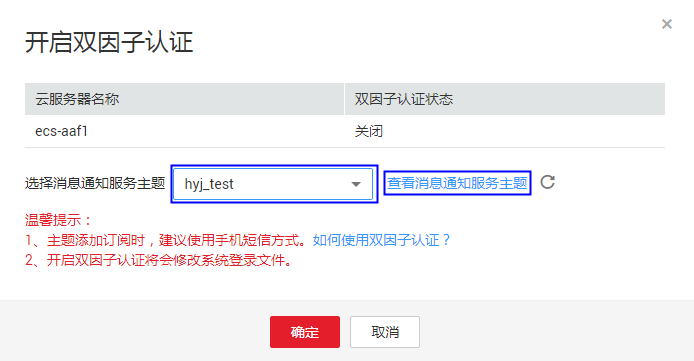 开启双因子认证
云服务器名称 双因子认证状态
ecs-aaf1 关闭
选择消息通知服务主题 hyj_test 查看消息通知服务主题
温馨提示：
1、主题添加订阅时，建议使用手机短信方式。如何使用双因子认证？
2、开启双因子认证将会修改系统登录文件。
确定 取消